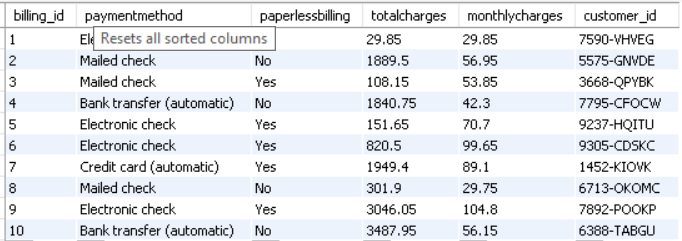 billing_id paymentmethod paperlessbilling totalcharges monthlycharges customer_id
1 Ele Resets all sorted columns 29.85 29.85 7590-VHVEG
2 Mailed check No 1889.5 56.95 5575-GNVDE
3 Mailed check Yes 108.15 53.85 3668-QPYBK
4 Bank transfer (automatic) No 1840.75 42.3 7795-CFOCW
5 Electronic check Yes 151.65 70.7 9237-HQITU
6 Electronic check Yes 820.5 99.65 9305-CDSKC
7 Credit card (automatic) Yes 1949.4 89.1 1452-KIOVK
8 Mailed check No 301.9 29.75 6713-OKOMC
9 Electronic check Yes 3046.05 104.8 7892-POOKP
10 Bank transfer (automatic) No 3487.95 56.15 6388-TABGU